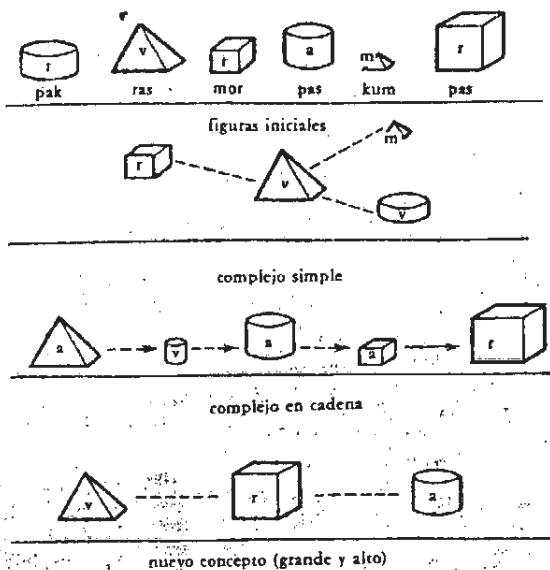 r
r v r a m r
pak ras mor pas kum pas
figuras iniciales
r v m v
complejo simple
a v a a r
complejo en cadena
v r a
nuevo concepto (grande y alto)